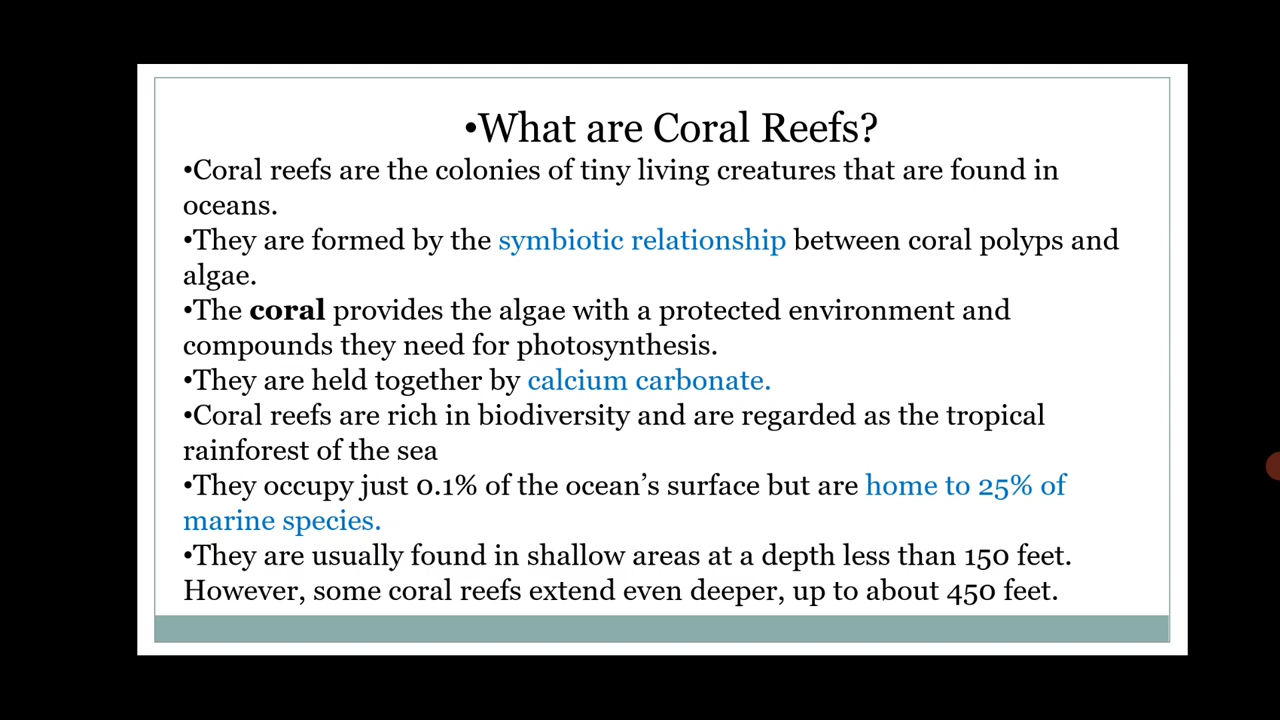 •What are Coral Reefs?
•Coral reefs are the colonies of tiny living creatures that are found in
oceans.
•They are formed by the symbiotic relationship between coral polyps and
algae.
•The coral provides the algae with a protected environment and
compounds they need for photosynthesis.
•They are held together by calcium carbonate.
•Coral reefs are rich in biodiversity and are regarded as the tropical
rainforest of the sea
•They occupy just 0.1% of the ocean’s surface but are home to 25% of
marine species.
•They are usually found in shallow areas at a depth less than 150 feet.
However, some coral reefs extend even deeper, up to about 450 feet.